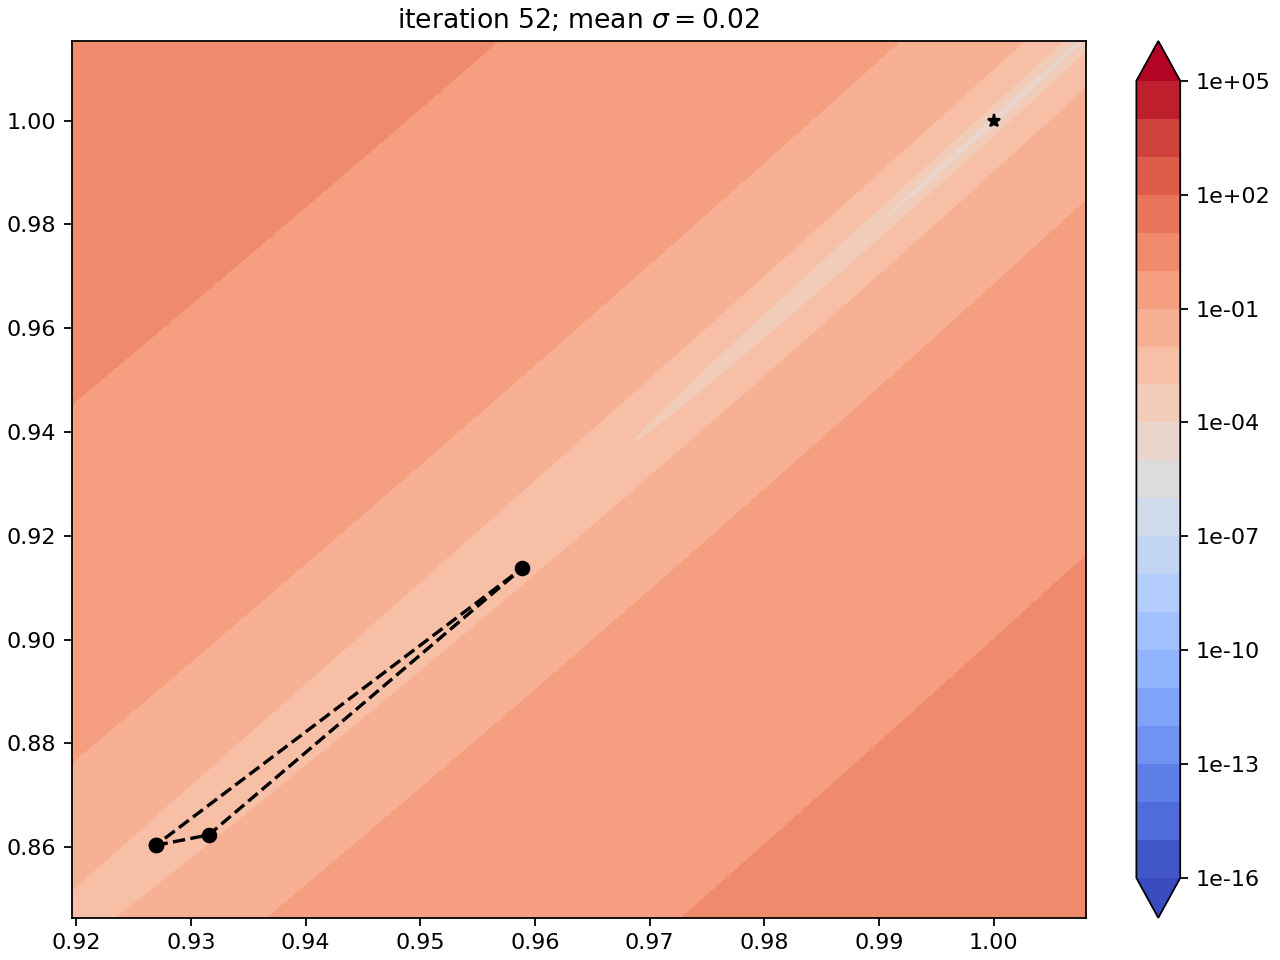 iteration 52; mean σ = 0.02
1.00
0.98
0.96
0.94
0.92
0.90
0.88
0.86
0.92 0.93 0.94 0.95 0.96 0.97 0.98 0.99 1.00
1e+05
1e+02
1e-01
1e-04
1e-07
1e-10
1e-13
1e-16